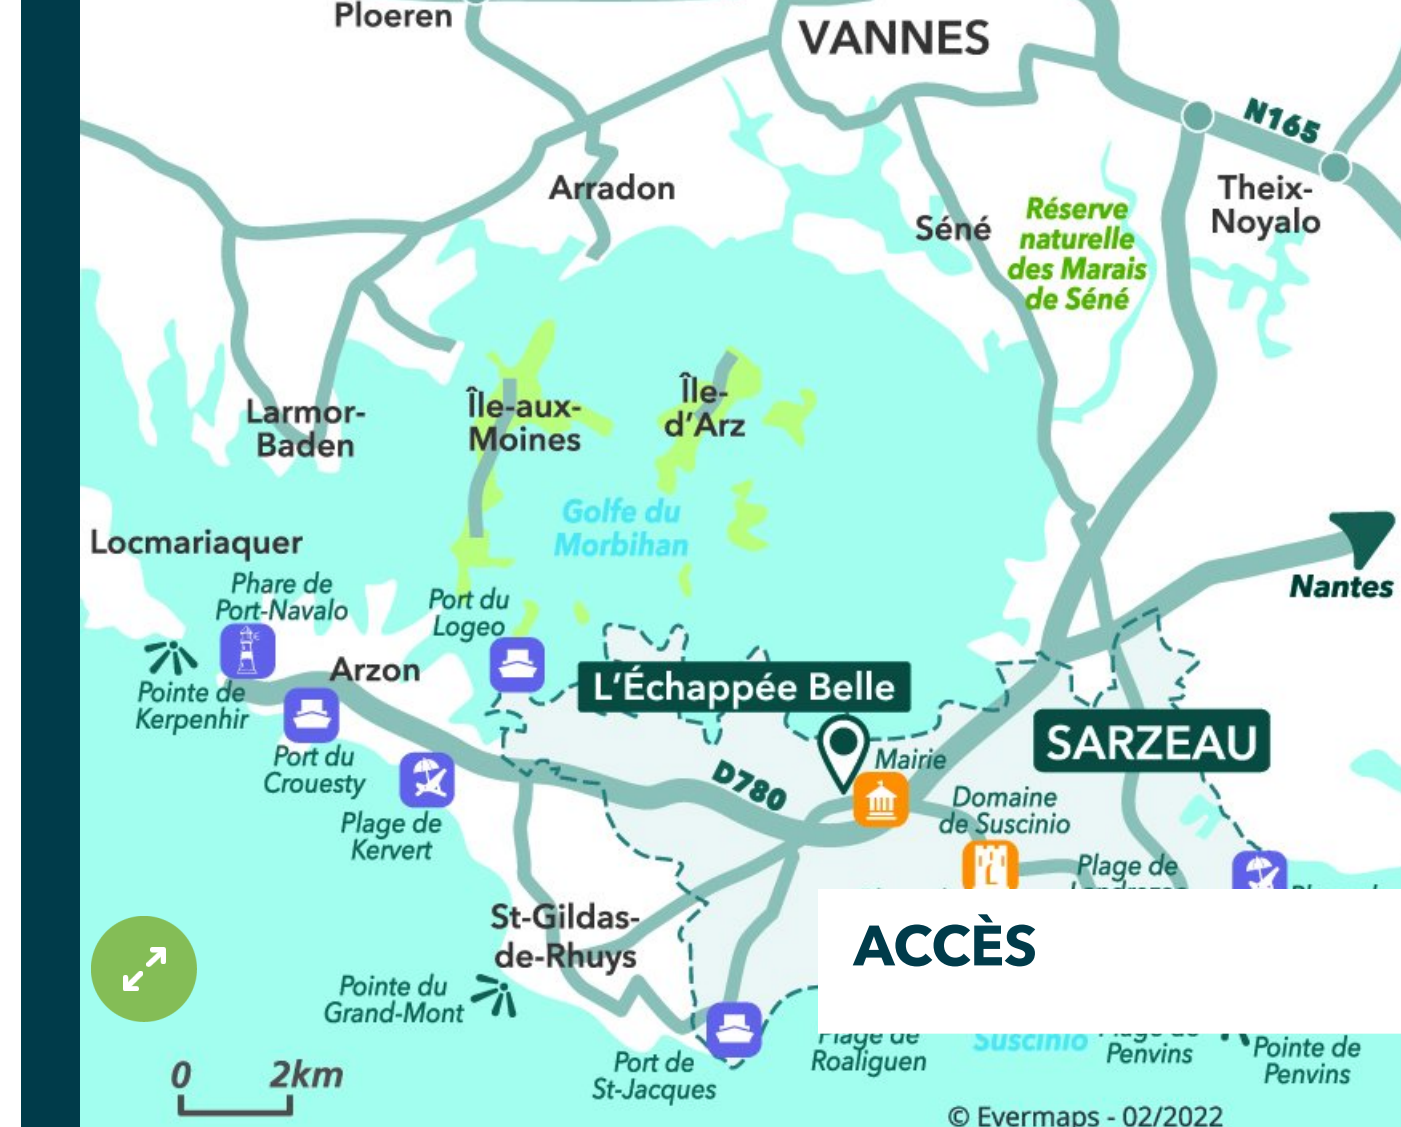 Ploeren
VANNES
N165
Arradon
Theix-
Noyalo
Séné
Réserve
naturelle
des Marais
de Séné
Larmor-
Baden
Île-aux-
Moines
Île-
d'Arz
Golfe du
Morbihan
Locmariaquer
Nantes
Phare de
Port-Navalo
Port du
Logeo
Arzon
Pointe de
Kerpenhir
L'Échappée Belle
SARZEAU
Mairie
Port du
Crouesty
D780
Domaine
de Suscinio
Plage de
Kervert
Plage de
St-Gildas-
de-Rhuys
ACCÈS
Pointe du
Grand-Mont
Plage de
Roaliguen
Suscinio
Plage de
Penvins
Pointe de
Penvins
Port de
St-Jacques
0 2km
© Evermaps - 02/2022